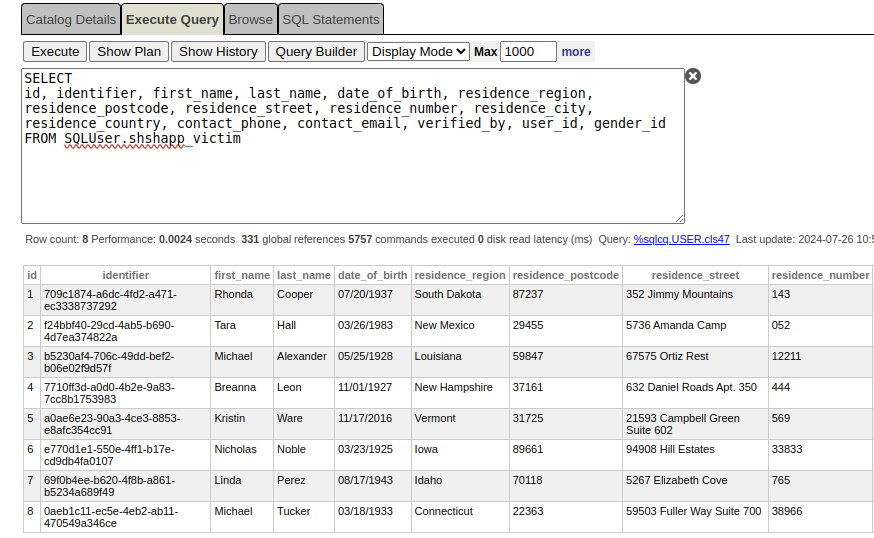 Catalog Details Execute Query Browse SQL Statements
Execute Show Plan Show History Query Builder Display Mode Max 1000 more
SELECT
id, identifier, first_name, last_name, date_of_birth, residence_region,
residence_postcode, residence_street, residence_number, residence_city,
residence_country, contact_phone, contact_email, verified_by, user_id, gender_id
FROM SQLUser.shshapp_victim
Row count: 8 Performance: 0.0024 seconds 331 global references 5757 commands executed 0 disk read latency (ms) Query: %sqlcq.USER.cls47 Last update: 2024-07-26
id identifier first_name last_name date_of_birth residence_region residence_postcode residence_street residence_number
1 709c1874-a6dc-4fd2-a471-ec3338737292 Rhonda Cooper 07/20/1937 South Dakota 87237 352 Jimmy Mountains 143
2 f24bbf40-29cd-4ab5-b690-4d7ea374822a Tara Hall 03/26/1983 New Mexico 29455 5736 Amanda Camp 052
3 b5230af4-706c-49dd-bef2-b06e02f9d57f Michael Alexander 05/25/1928 Louisiana 59847 67575 Ortiz Rest 12211
4 7710ff3d-a0d0-4b2e-9a83-7cc8b1753983 Breanna Leon 11/01/1927 New Hampshire 37161 632 Daniel Roads Apt. 350 444
5 a0ae6e23-90a3-4ce3-8853-e8afc354cc91 Kristin Ware 11/17/2016 Vermont 31725 21593 Campbell Green Suite 602 569
6 e770d1e1-550e-4ff1-b17e-cd9db4fa0107 Nicholas Noble 03/23/1925 Iowa 89661 94908 Hill Estates 33833
7 69f0b4ee-b620-4f8b-a861-b5234a689f49 Linda Perez 08/17/1943 Idaho 70118 5267 Elizabeth Cove 765
8 0aeb1c11-ec5e-4eb2-ab11-470549a346ce Michael Tucker 03/18/1933 Connecticut 22363 59503 Fuller Way Suite 700 38966